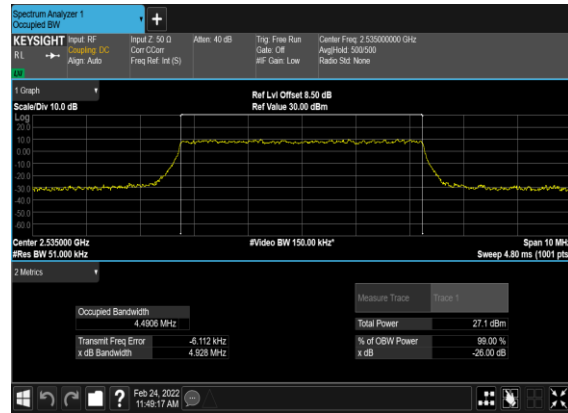 Spectrum Analyzer 1
Occupied BW
+
KEYSIGHT
RL
Input: RF
Coupling: DC
Align: Auto
Input Z: 50 Ω
Corr CCorr
Freq Ref: Int (S)
Atten: 40 dB
Trig: Free Run
Gate: Off
#IF Gain: Low
Center Freq: 2.535000000 GHz
Avg|Hold: 500/500
Radio Std: None
1 Graph
Scale/Div 10.0 dB
Ref Lvl Offset 8.50 dB
Ref Value 30.00 dBm
Log
20.0
10.0
0.00
-10.0
-20.0
-30.0
-40.0
-50.0
-60.0
Center 2.535000 GHz
#Res BW 51.000 kHz
#Video BW 150.00 kHz*
Span 10 MHz
Sweep 4.80 ms (1001 pts)
2 Metrics
Measure Trace Trace 1
Occupied Bandwidth
4.4906 MHz
Total Power 27.1 dBm
Transmit Freq Error -6.112 kHz
x dB Bandwidth 4.928 MHz
% of OBW Power 99.00 %
x dB -26.00 dB
?
Feb 24, 2022
11:49:17 AM